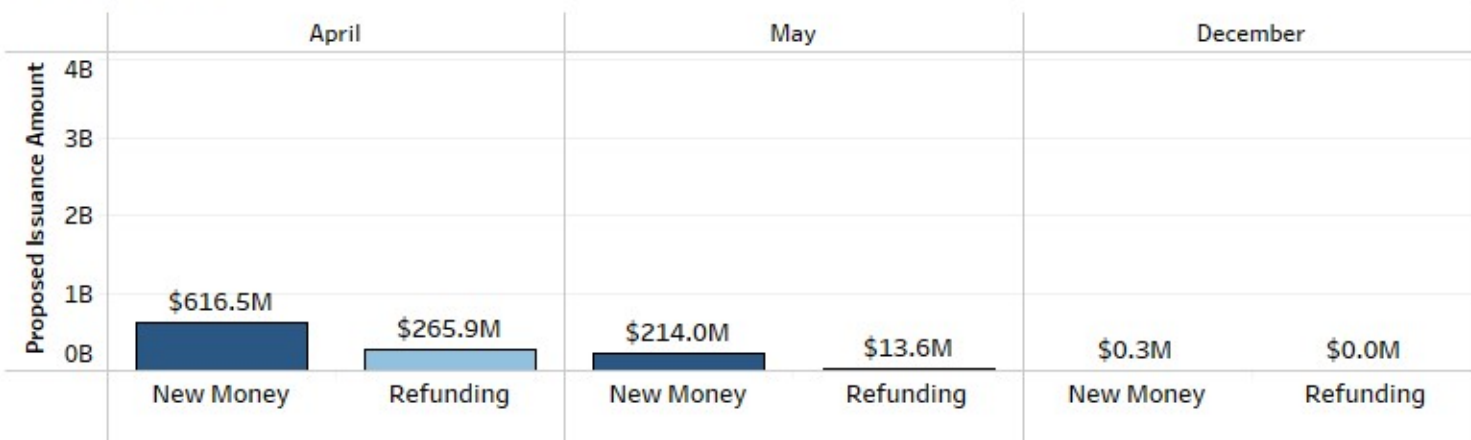 April May December
Proposed Issuance Amount
4B
3B
2B
1B
0B
$616.5M $265.9M $214.0M $13.6M $0.3M $0.0M
New Money Refunding New Money Refunding New Money Refunding